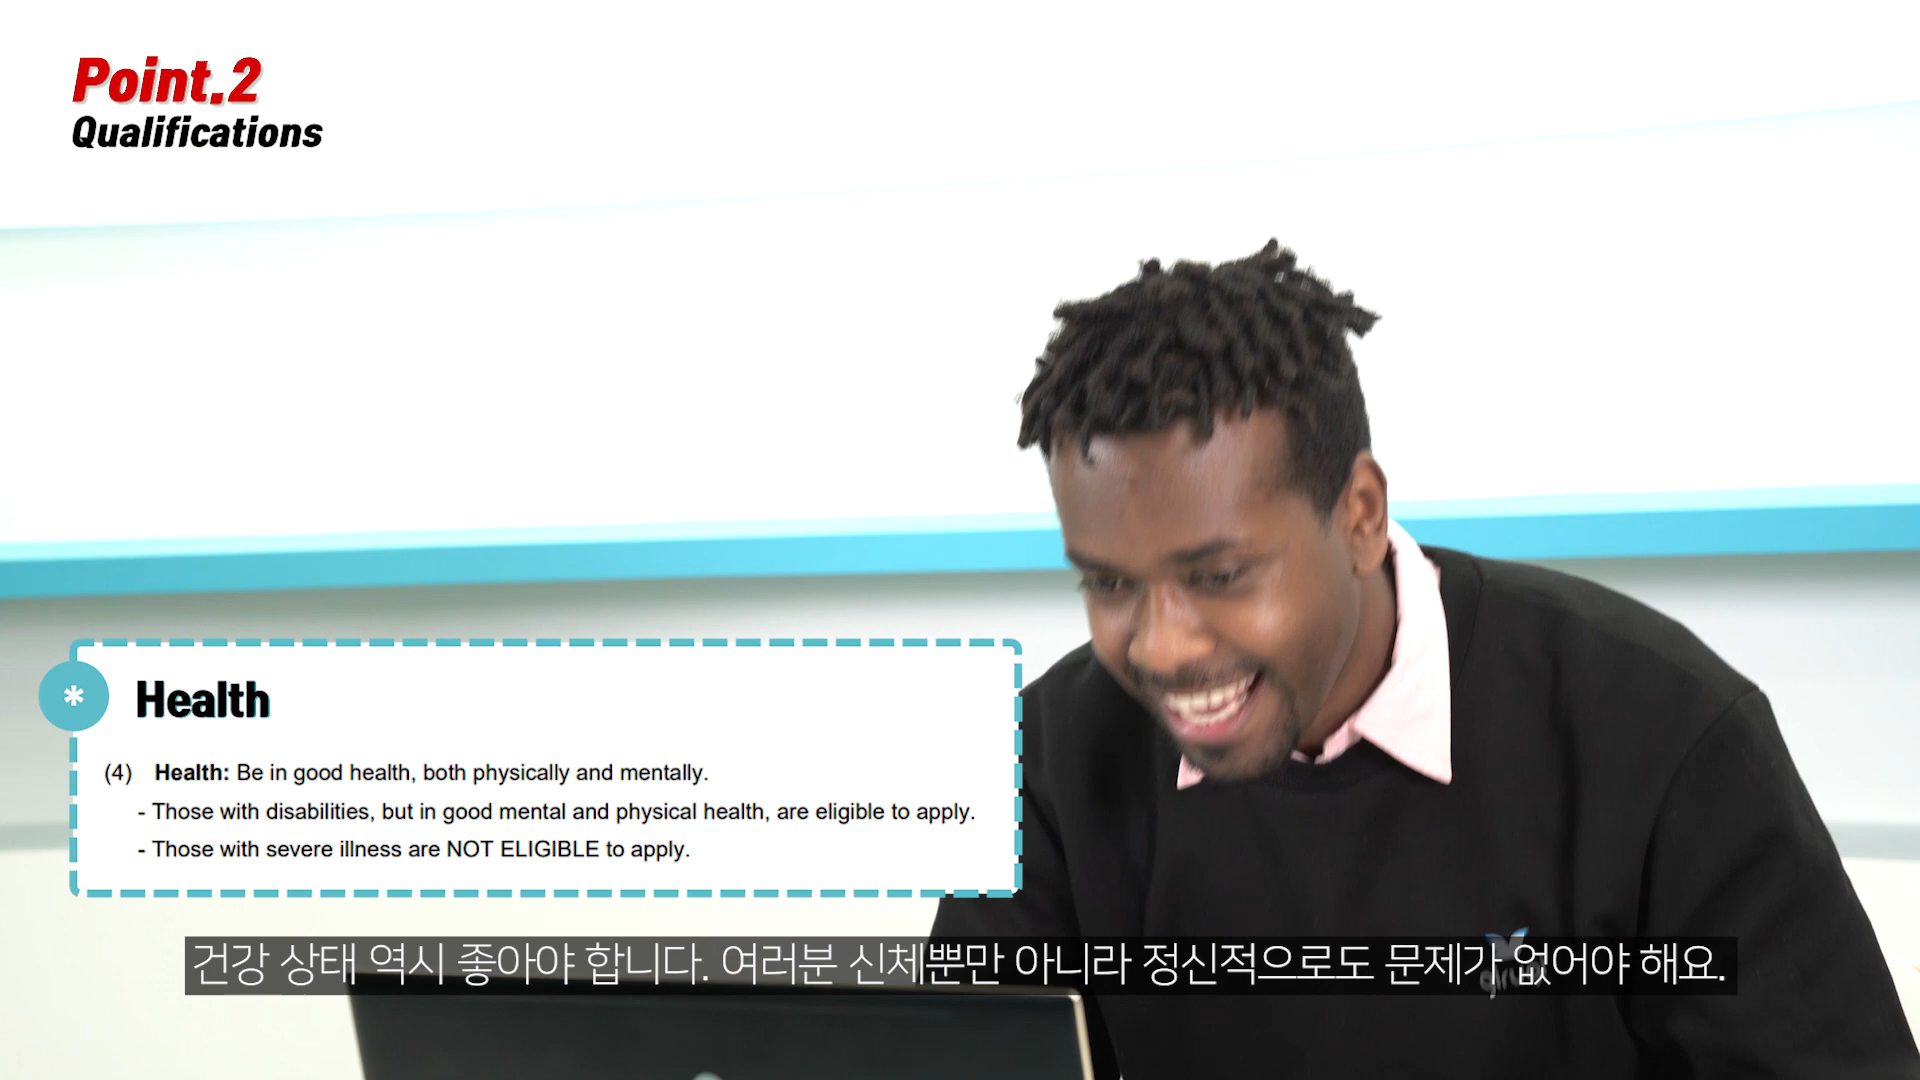 Point.2
Qualifications
*
Health
(4) Health: Be in good health, both physically and mentally.
- Those with disabilities, but in good mental and physical health, are eligible to apply.
- Those with severe illness are NOT ELIGIBLE to apply.
건강 상태 역시 좋아야 합니다. 여러분 신체뿐만 아니라 정신적으로도 문제가 없어야 해요.